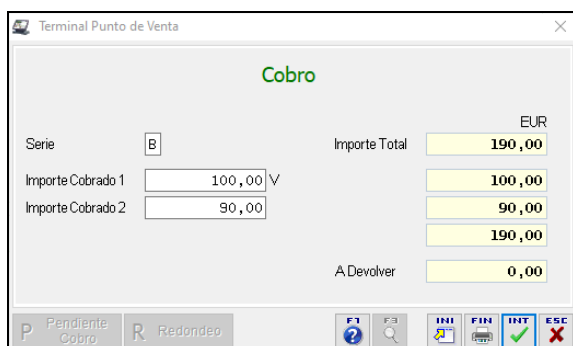 Terminal Punto de Venta
Cobro
EUR
Serie B Importe Total 190,00
Importe Cobrado 1 100,00 V 100,00
Importe Cobrado 2 90,00 90,00
190,00
A Devolver 0,00
P Pendiente Cobro R Redondeo F1 F3 INI FIN INT ESC